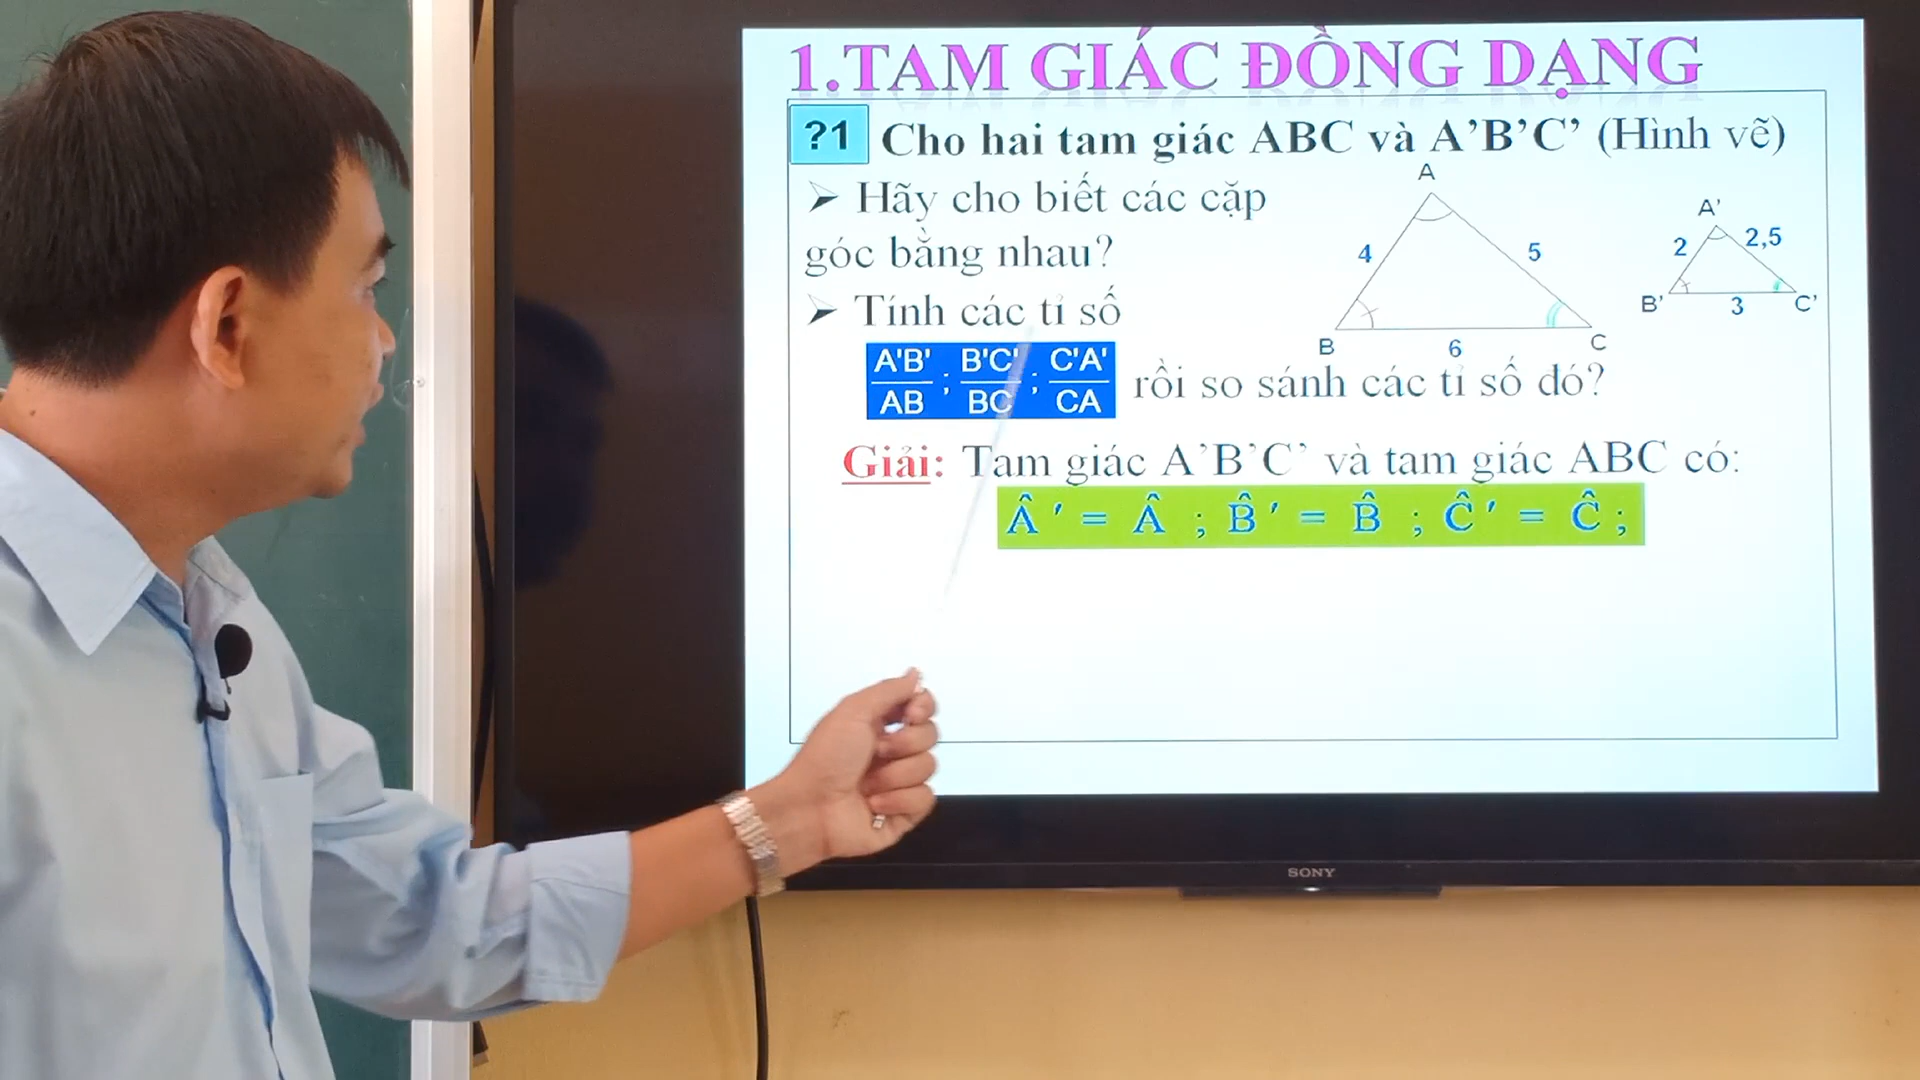 1.TAM GIÁC ĐỒNG DẠNG
?1 Cho hai tam giác ABC và A’B’C’ (Hình vẽ)
➢ Hãy cho biết các cặp
góc bằng nhau?
➢ Tính các tỉ số
A'B'/AB ; B'C'/BC ; C'A'/CA rồi so sánh các tỉ số đó?
A
4
5
B
6
C
A'
2
2,5
B'
3
C'
Giải: Tam giác A’B’C’ và tam giác ABC có:
Â ′ = Â ; B̂ ′ = B̂ ; Ĉ ′ = Ĉ ;
SONY